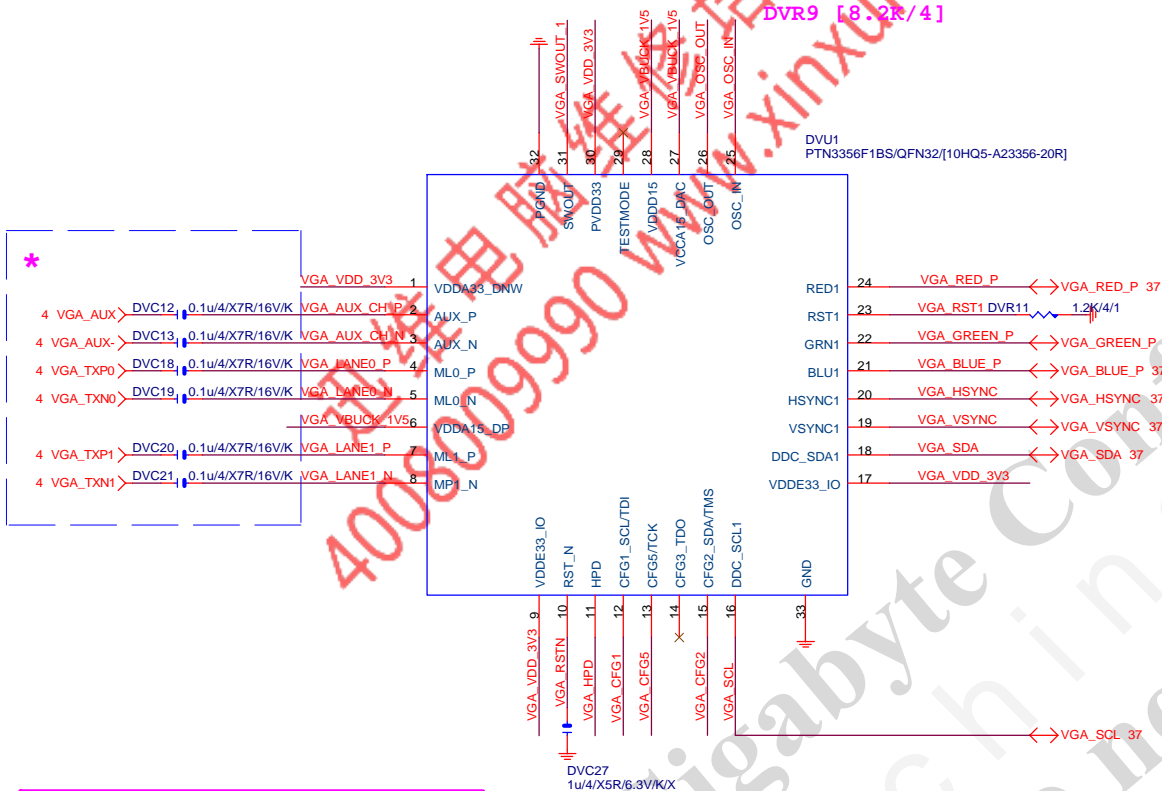 DVR9 [8.2K/4]
VGA_SWOUT_1
VGA_VDD_3V3
VGA_VBUCK_1V5
VGA_VBUCK_1V5
VGA_OSC_OUT
VGA_OSC_IN
DVU1
PTN3356F1BS/QFN32/[10HQ5-A23356-20R]
32
31
30
29
28
27
26
25
PGND
SWOUT
PVDD33
TESTMODE
VDDD15
VCCA15_DAC
OSC_OUT
OSC_IN
*
VGA_VDD_3V3 1 VDDA33_DNW
4 VGA_AUX DVC12 0.1u/4/X7R/16V/K VGA_AUX_CH_P 2 AUX_P
4 VGA_AUX- DVC13 0.1u/4/X7R/16V/K VGA_AUX_CH_N 3 AUX_N
4 VGA_TXP0 DVC18 0.1u/4/X7R/16V/K VGA_LANE0_P 4 ML0_P
4 VGA_TXN0 DVC19 0.1u/4/X7R/16V/K VGA_LANE0_N 5 ML0_N
VGA_VBUCK_1V5 6 VDDA15_DP
4 VGA_TXP1 DVC20 0.1u/4/X7R/16V/K VGA_LANE1_P 7 ML1_P
4 VGA_TXN1 DVC21 0.1u/4/X7R/16V/K VGA_LANE1_N 8 MP1_N
RED1 24 VGA_RED_P VGA_RED_P 37
RST1 23 VGA_RST1 DVR11 1.2K/4/1
GRN1 22 VGA_GREEN_P VGA_GREEN_P
BLU1 21 VGA_BLUE_P VGA_BLUE_P 37
HSYNC1 20 VGA_HSYNC VGA_HSYNC 37
VSYNC1 19 VGA_VSYNC VGA_VSYNC 37
DDC_SDA1 18 VGA_SDA VGA_SDA 37
VDDE33_IO 17 VGA_VDD_3V3
VDDE33_IO
RST_N
HPD
CFG1_SCL/TDI
CFG5/TCK
CFG3_TDO
CFG2_SDA/TMS
DDC_SCL1
GND
9
10
11
12
13
14
15
16
33
VGA_VDD_3V3
VGA_RSTN
VGA_HPD
VGA_CFG1
VGA_CFG5
VGA_CFG2
VGA_SCL
VGA_SCL 37
DVC27
1u/4/X5R/6.3V/K/X
迅维电脑维修培
4008009990 www.xinxu
Gigabyte Conf